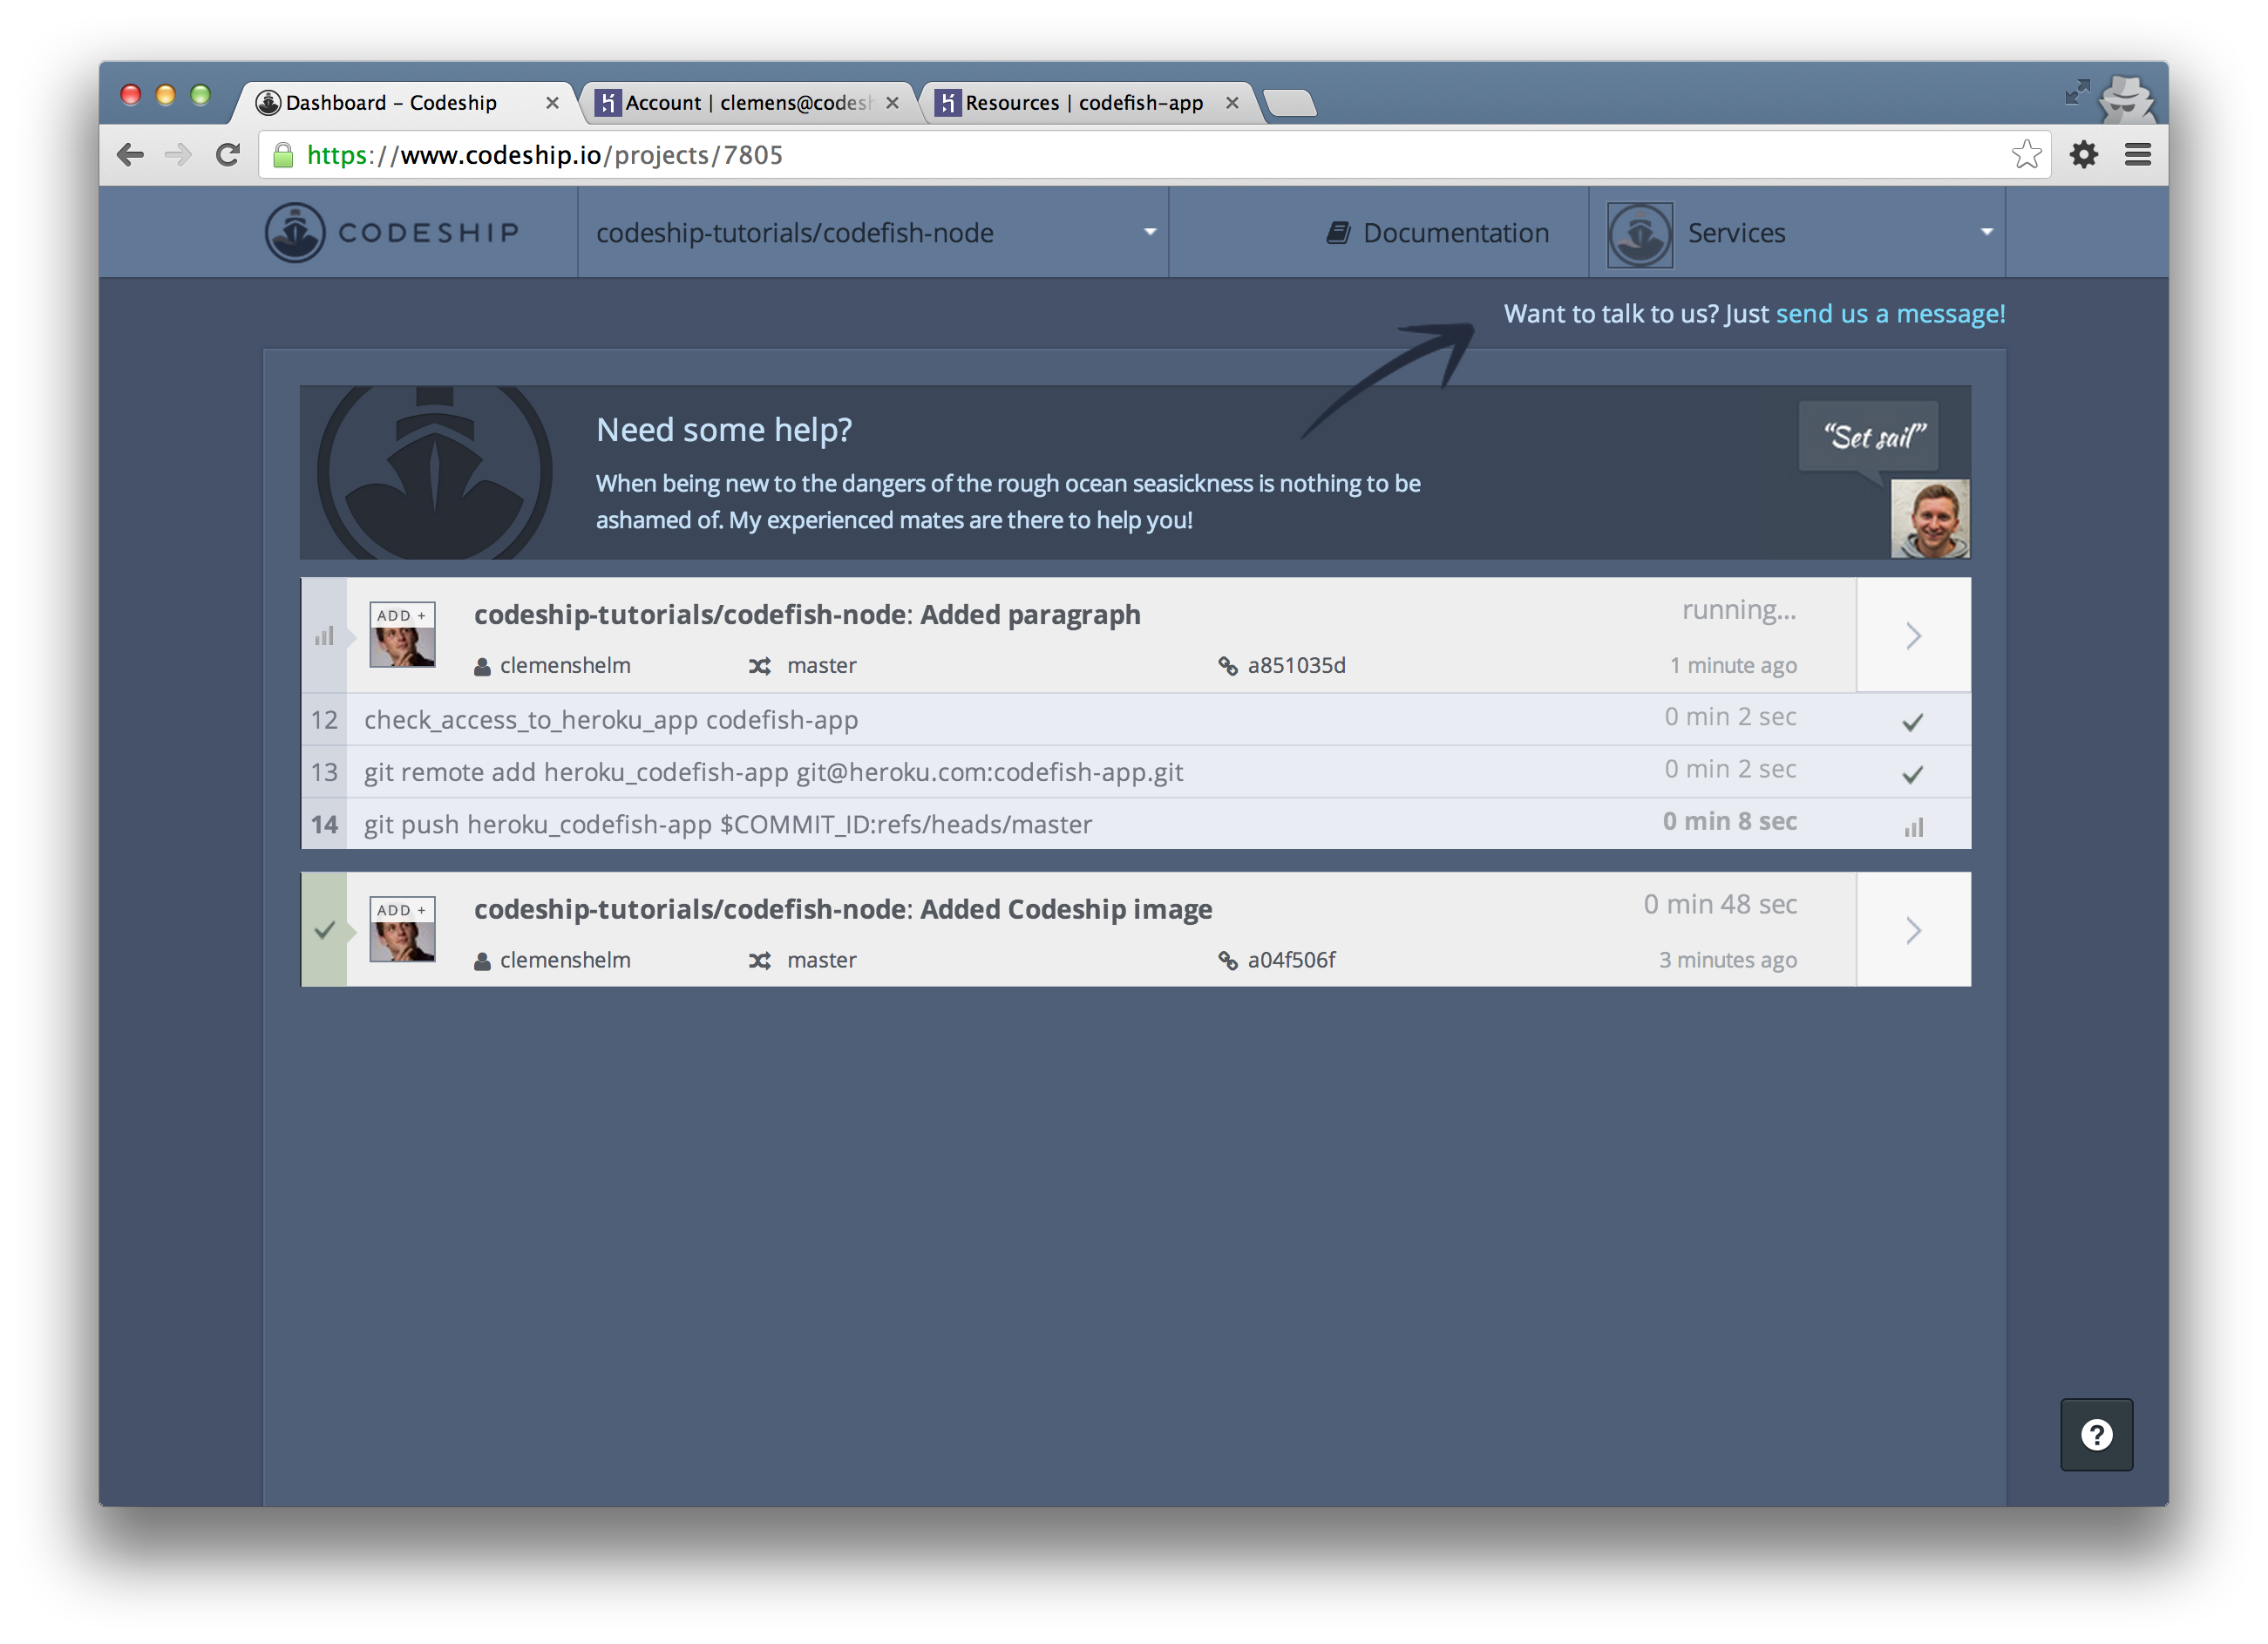 Dashboard – Codeship
Account | clemens@codesh
Resources | codefish-app
https://www.codeship.io/projects/7805
CODESHIP
codeship-tutorials/codefish-node
Documentation
Services
Want to talk to us? Just send us a message!
Need some help?
When being new to the dangers of the rough ocean seasickness is nothing to be
ashamed of. My experienced mates are there to help you!
“Set sail”
ADD +
codeship-tutorials/codefish-node: Added paragraph
running...
clemenshelm
master
a851035d
1 minute ago
12 check_access_to_heroku_app codefish-app 0 min 2 sec
13 git remote add heroku_codefish-app git@heroku.com:codefish-app.git 0 min 2 sec
14 git push heroku_codefish-app $COMMIT_ID:refs/heads/master 0 min 8 sec
ADD +
codeship-tutorials/codefish-node: Added Codeship image
0 min 48 sec
clemenshelm
master
a04f506f
3 minutes ago
?